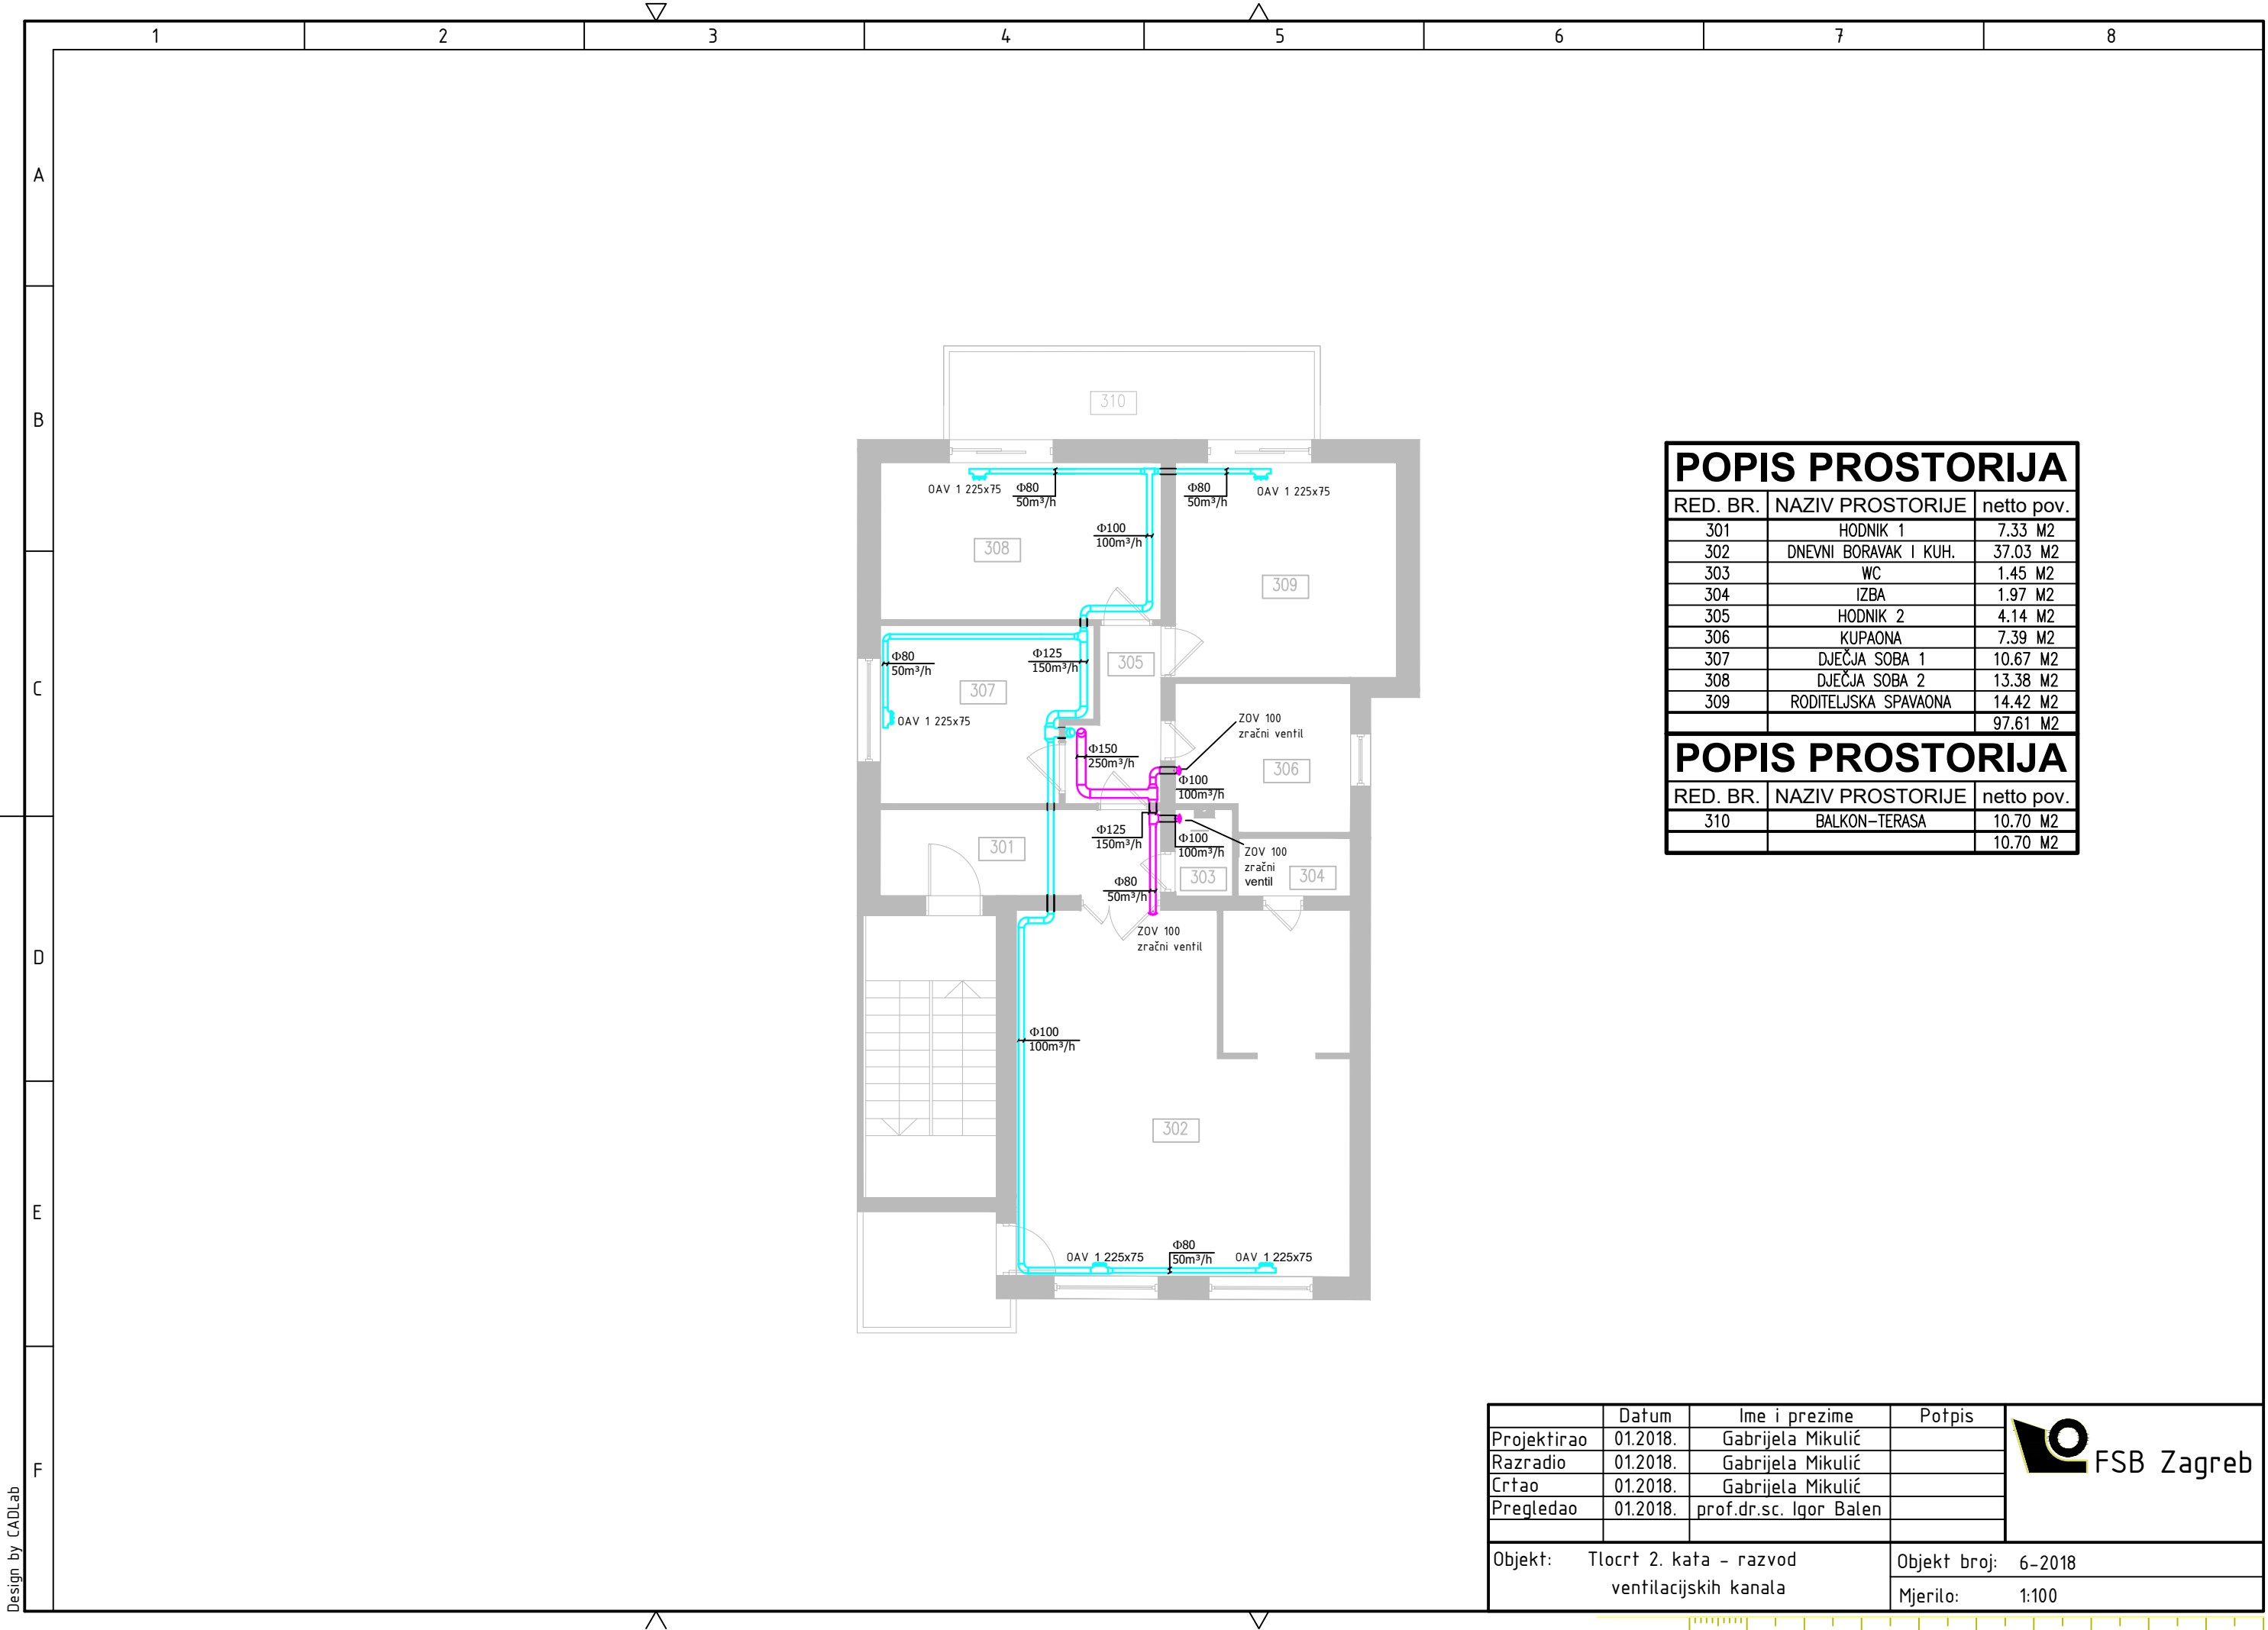 1 2 3 4 5 6 7 8
A
B
C
D
E
F
Design by CADLab
310
OAV 1 225x75
Φ80
50m³/h
Φ80
50m³/h
OAV 1 225x75
Φ100
100m³/h
308
309
Φ80
50m³/h
Φ125
150m³/h
305
307
OAV 1 225x75
ZOV 100
zračni ventil
Φ150
250m³/h
306
Φ100
100m³/h
Φ125
150m³/h
Φ100
100m³/h
301
ZOV 100
zračni
ventil
303
304
Φ80
50m³/h
ZOV 100
zračni ventil
Φ100
100m³/h
302
OAV 1 225x75
Φ80
50m³/h
OAV 1 225x75
POPIS PROSTORIJA
RED. BR. NAZIV PROSTORIJE netto pov.
301 HODNIK 1 7.33 M2
302 DNEVNI BORAVAK I KUH. 37.03 M2
303 WC 1.45 M2
304 IZBA 1.97 M2
305 HODNIK 2 4.14 M2
306 KUPAONA 7.39 M2
307 DJEČJA SOBA 1 10.67 M2
308 DJEČJA SOBA 2 13.38 M2
309 RODITELJSKA SPAVAONA 14.42 M2
97.61 M2
POPIS PROSTORIJA
RED. BR. NAZIV PROSTORIJE netto pov.
310 BALKON-TERASA 10.70 M2
10.70 M2
Datum Ime i prezime Potpis
Projektirao 01.2018. Gabrijela Mikulić
Razradio 01.2018. Gabrijela Mikulić
Crtao 01.2018. Gabrijela Mikulić
Pregledao 01.2018. prof.dr.sc. Igor Balen
FSB Zagreb
Objekt: Tlocrt 2. kata - razvod
ventilacijskih kanala
Objekt broj: 6-2018
Mjerilo: 1:100